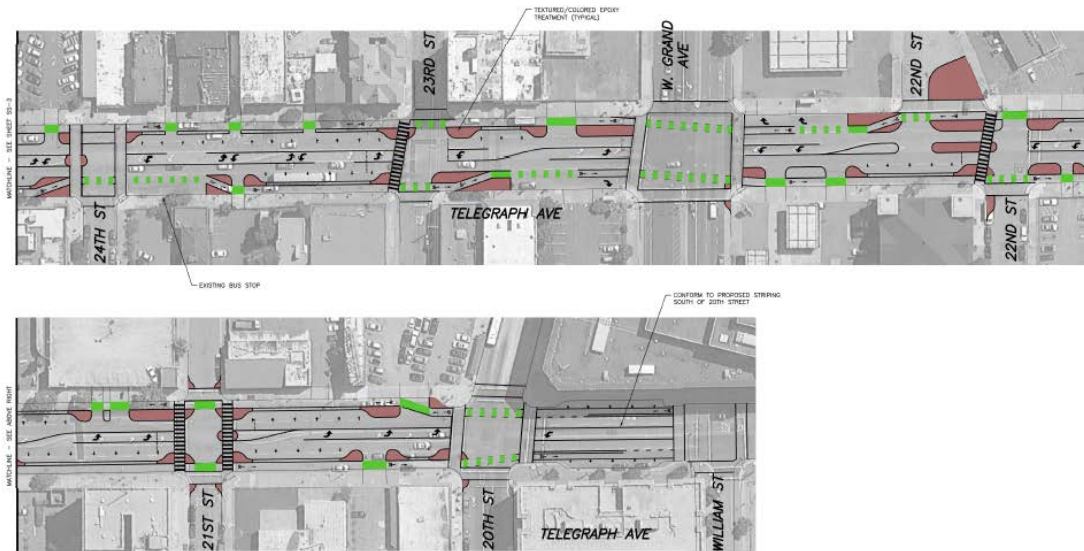 TEXTURED/COLORED EPOXY
TREATMENT (TYPICAL)
MATCHLINE - SEE SHEET SS-3
24TH ST
23RD ST
W. GRAND
AVE
22ND ST
TELEGRAPH AVE
22ND ST
EXISTING BUS STOP
CONFORM TO PROPOSED STRIPING
SOUTH OF 20TH STREET
MATCHLINE - SEE ABOVE RIGHT
21ST ST
20TH ST
TELEGRAPH AVE
WILLIAM ST